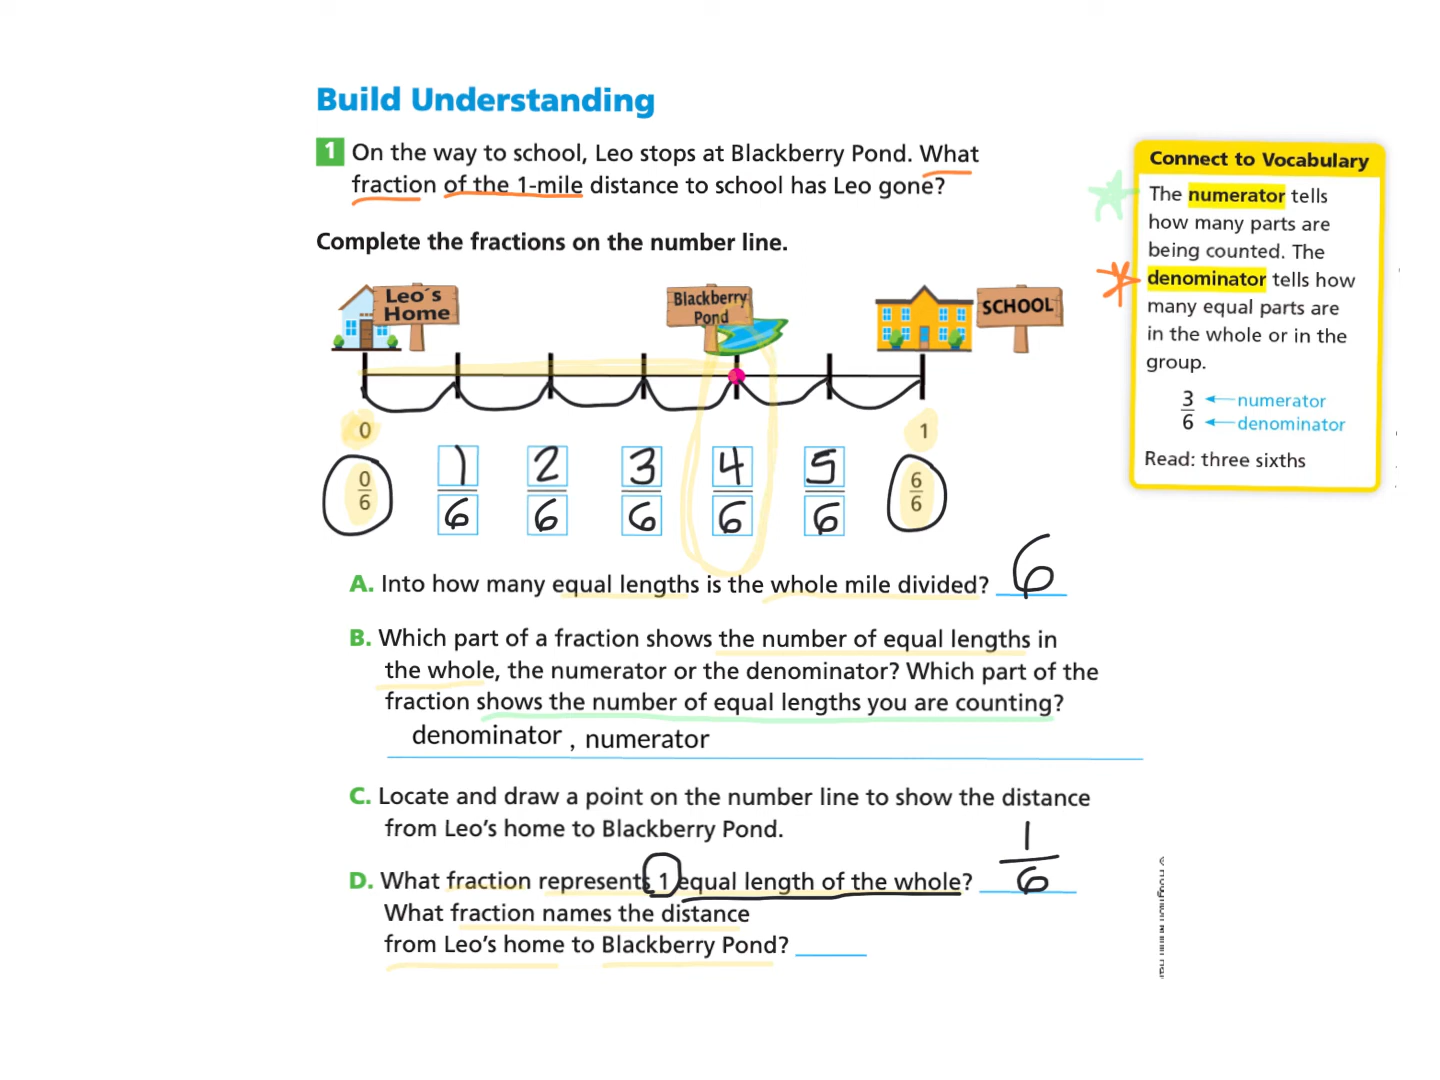 Build Understanding
1 On the way to school, Leo stops at Blackberry Pond. What
fraction of the 1-mile distance to school has Leo gone?
Connect to Vocabulary
The numerator tells
how many parts are
being counted. The
denominator tells how
many equal parts are
in the whole or in the
group.
3 numerator
6 denominator
Read: three sixths
Complete the fractions on the number line.
Leo's
Home
Blackberry
Pond
SCHOOL
0 1
0 1 2 3 4 5 6
6 6 6 6 6 6 6
A. Into how many equal lengths is the whole mile divided? 6
B. Which part of a fraction shows the number of equal lengths in
the whole, the numerator or the denominator? Which part of the
fraction shows the number of equal lengths you are counting?
denominator , numerator
C. Locate and draw a point on the number line to show the distance
from Leo's home to Blackberry Pond.
D. What fraction represents 1 equal length of the whole? 1/6
What fraction names the distance
from Leo's home to Blackberry Pond?